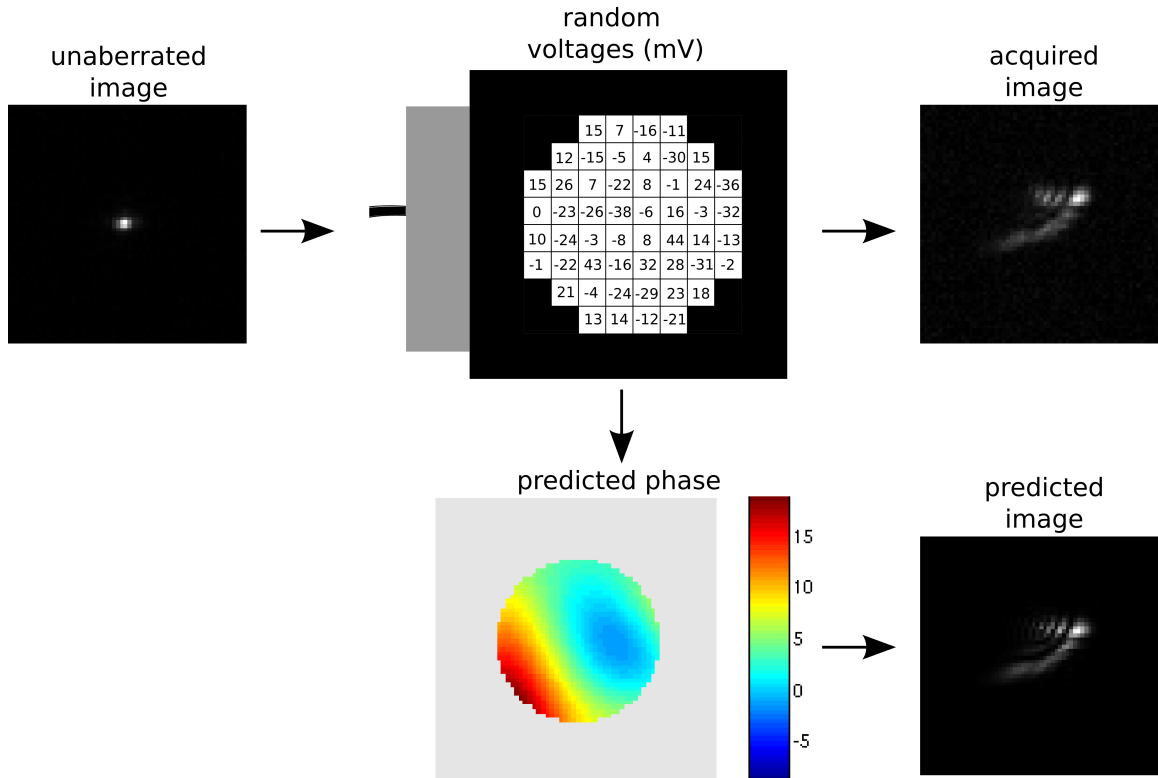 unaberrated
image
random
voltages (mV)
acquired
image
15 7 -16 -11
12 -15 -5 4 -30 15
15 26 7 -22 8 -1 24 -36
0 -23 -26 -38 -6 16 -3 -32
10 -24 -3 -8 8 44 14 -13
-1 -22 43 -16 32 28 -31 -2
21 -4 -24 -29 23 18
13 14 -12 -21
predicted phase
15
10
5
0
-5
predicted
image